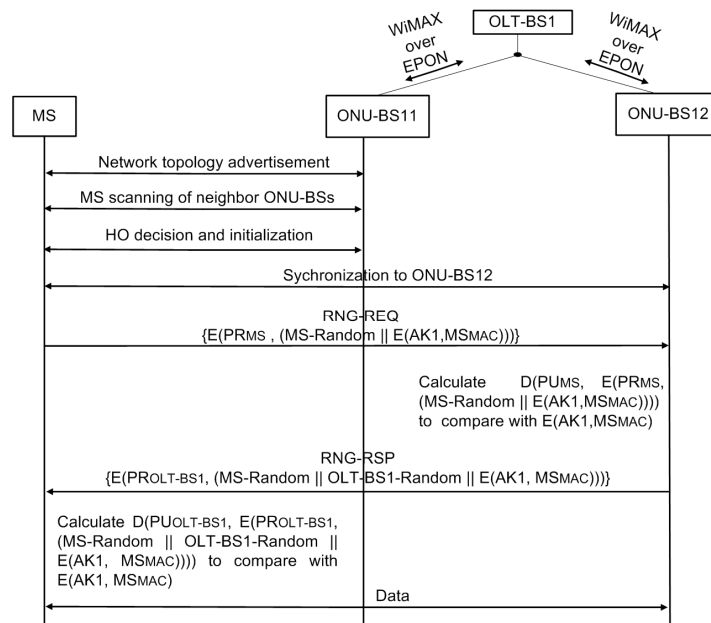 OLT-BS1
WiMAX
over
EPON
WiMAX
over
EPON
MS
ONU-BS11
ONU-BS12
Network topology advertisement
MS scanning of neighbor ONU-BSs
HO decision and initialization
Sychronization to ONU-BS12
RNG-REQ
{E(PRMS , (MS-Random || E(AK1,MSMAC)))}
Calculate D(PUMS, E(PRMS,
(MS-Random || E(AK1,MSMAC))))
to compare with E(AK1,MSMAC)
RNG-RSP
{E(PROLT-BS1, (MS-Random || OLT-BS1-Random || E(AK1, MSMAC)))}
Calculate D(PUOLT-BS1, E(PROLT-BS1,
(MS-Random || OLT-BS1-Random ||
E(AK1, MSMAC)))) to compare with
E(AK1, MSMAC)
Data